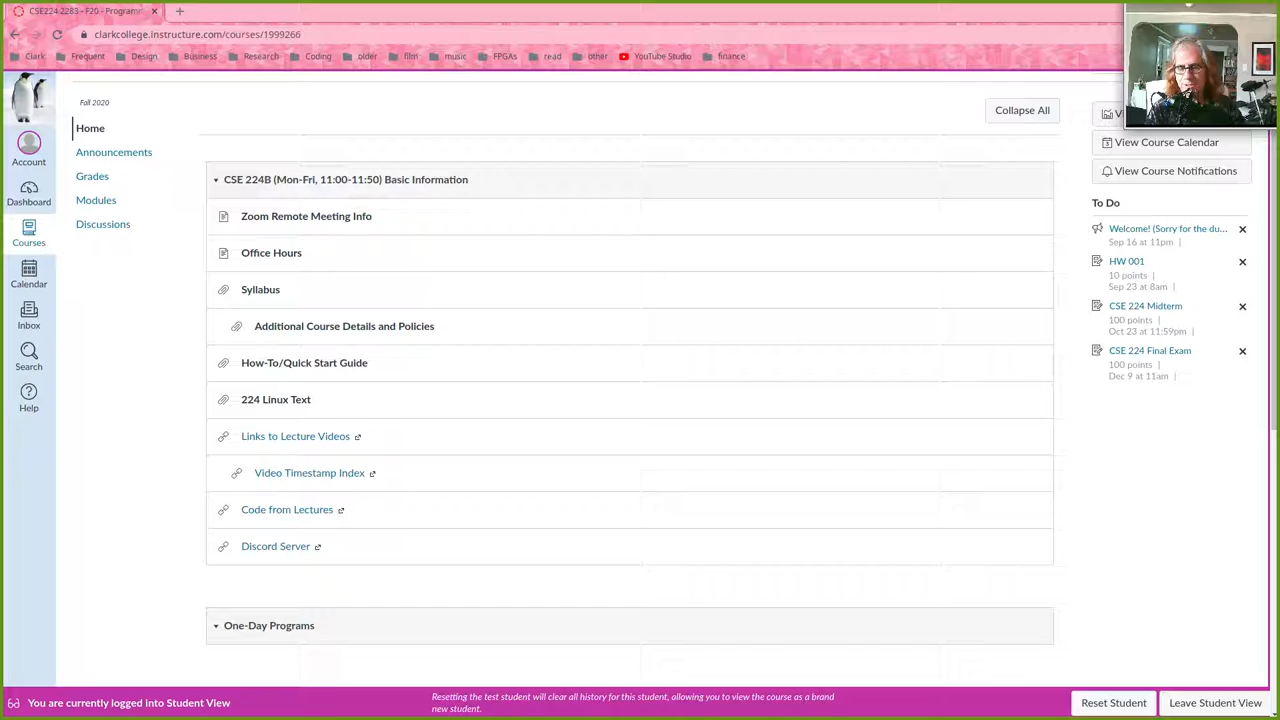 CSE224 2283 - F20 - Program
clarkcollege.instructure.com/courses/1999266
Clark
Frequent
Design
Business
Research
Coding
older
film
music
FPGAs
read
other
YouTube Studio
finance
Account
Dashboard
Courses
Calendar
Inbox
Search
Help
Fall 2020
Home
Announcements
Grades
Modules
Discussions
Collapse All
CSE 224B (Mon-Fri, 11:00-11:50) Basic Information
Zoom Remote Meeting Info
Office Hours
Syllabus
Additional Course Details and Policies
How-To/Quick Start Guide
224 Linux Text
Links to Lecture Videos
Video Timestamp Index
Code from Lectures
Discord Server
One-Day Programs
View Course Calendar
View Course Notifications
To Do
Welcome! (Sorry for the du...
Sep 16 at 11pm |
HW 001
10 points |
Sep 23 at 8am |
CSE 224 Midterm
100 points |
Oct 23 at 11:59pm |
CSE 224 Final Exam
100 points |
Dec 9 at 11am |
You are currently logged into Student View
Resetting the test student will clear all history for this student, allowing you to view the course as a brand
new student.
Reset Student
Leave Student View